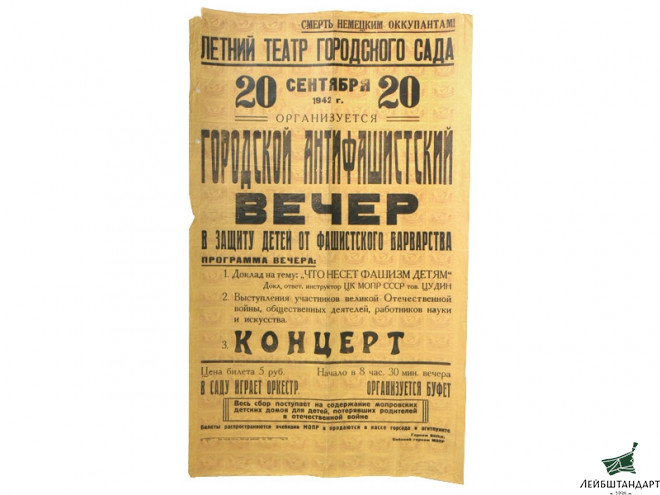 СМЕРТЬ НЕМЕЦКИМ ОККУПАНТАМ!
ЛЕТНИЙ ТЕАТР ГОРОДСКОГО САДА
20 СЕНТЯБРЯ 20
1942 г.
ОРГАНИЗУЕТСЯ
ГОРОДСКОЙ АНТИФАШИСТСКИЙ
ВЕЧЕР
В ЗАЩИТУ ДЕТЕЙ ОТ ФАШИСТСКОГО ВАРВАРСТВА
ПРОГРАММА ВЕЧЕРА:
1. Доклад на тему: „ЧТО НЕСЕТ ФАШИЗМ ДЕТЯМ“
Докл. ответ. инструктор ЦК МОПР СССР тов. ЦУДИН
2. Выступления участников великой Отечественной
войны, общественных деятелей, работников науки
и искусства.
3. КОНЦЕРТ
Цена билета 5 руб. Начало в 8 час. 30 мин. вечера
В САДУ ИГРАЕТ ОРКЕСТР. ОРГАНИЗУЕТСЯ БУФЕТ
Весь сбор поступает на содержание мопровских
детских домов для детей, потерявших родителей
в отечественной войне
Билеты распространяются ячейками МОПР и продаются в кассе горсада и
Горком
МОПР
ЛЕЙБШТАНДАРТ
1998